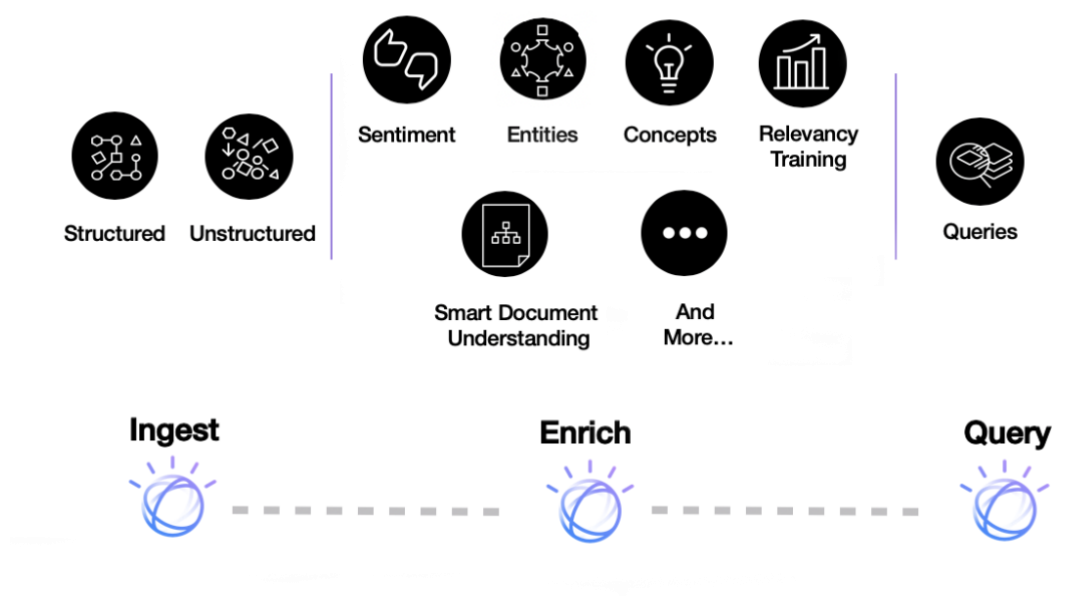 Structured
Unstructured
Sentiment
Entities
Concepts
Relevancy
Training
Smart Document
Understanding
And
More...
Queries
Ingest
Enrich
Query